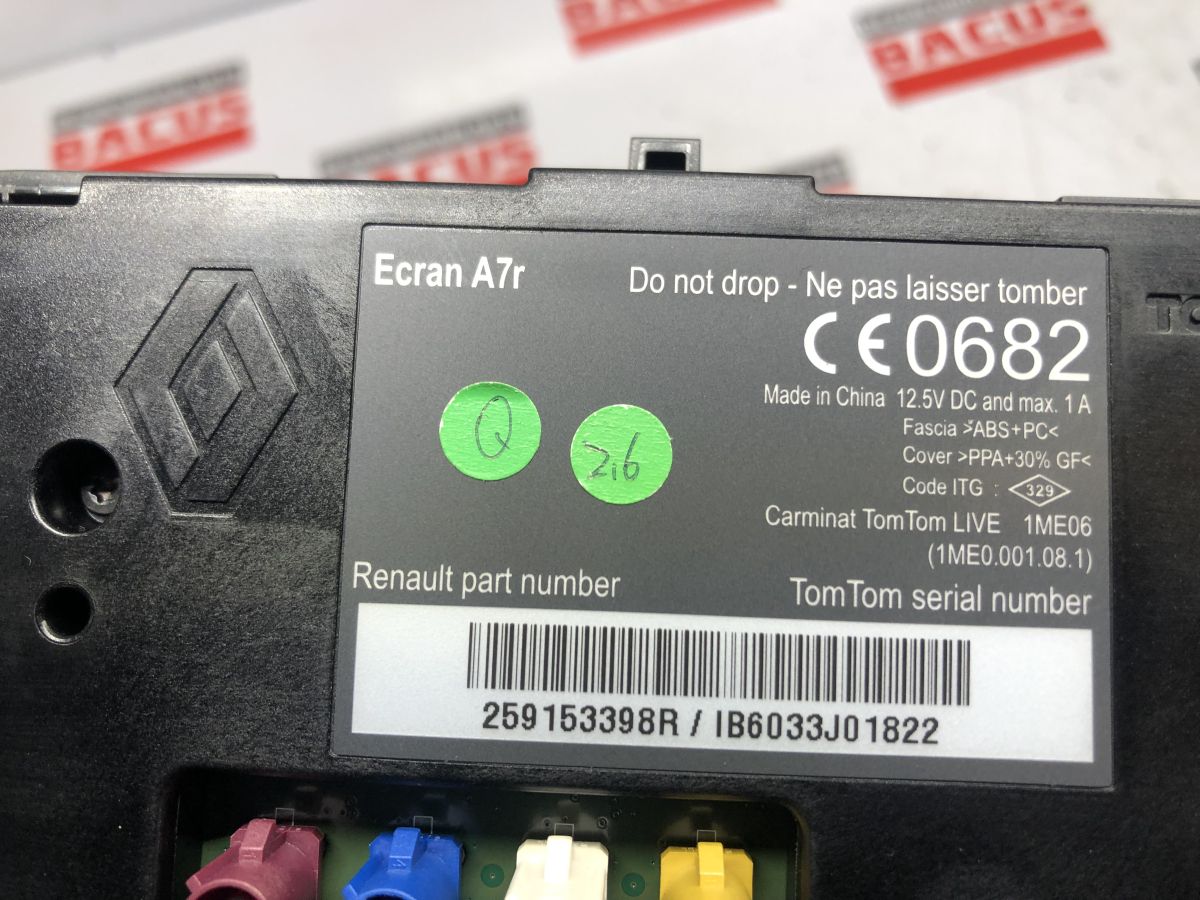 BACUS
BACUS
BACUS
BACUS
Ecran A7r
Do not drop - Ne pas laisser tomber
CE0682
Made in China 12.5V DC and max. 1 A
Fascia >ABS+PC<
Cover >PPA+30% GF<
Code ITG : 329
Carminat TomTom LIVE 1ME06
(1ME0.001.08.1)
Q
2,6
Renault part number
TomTom serial number
259153398R / IB6033J01822